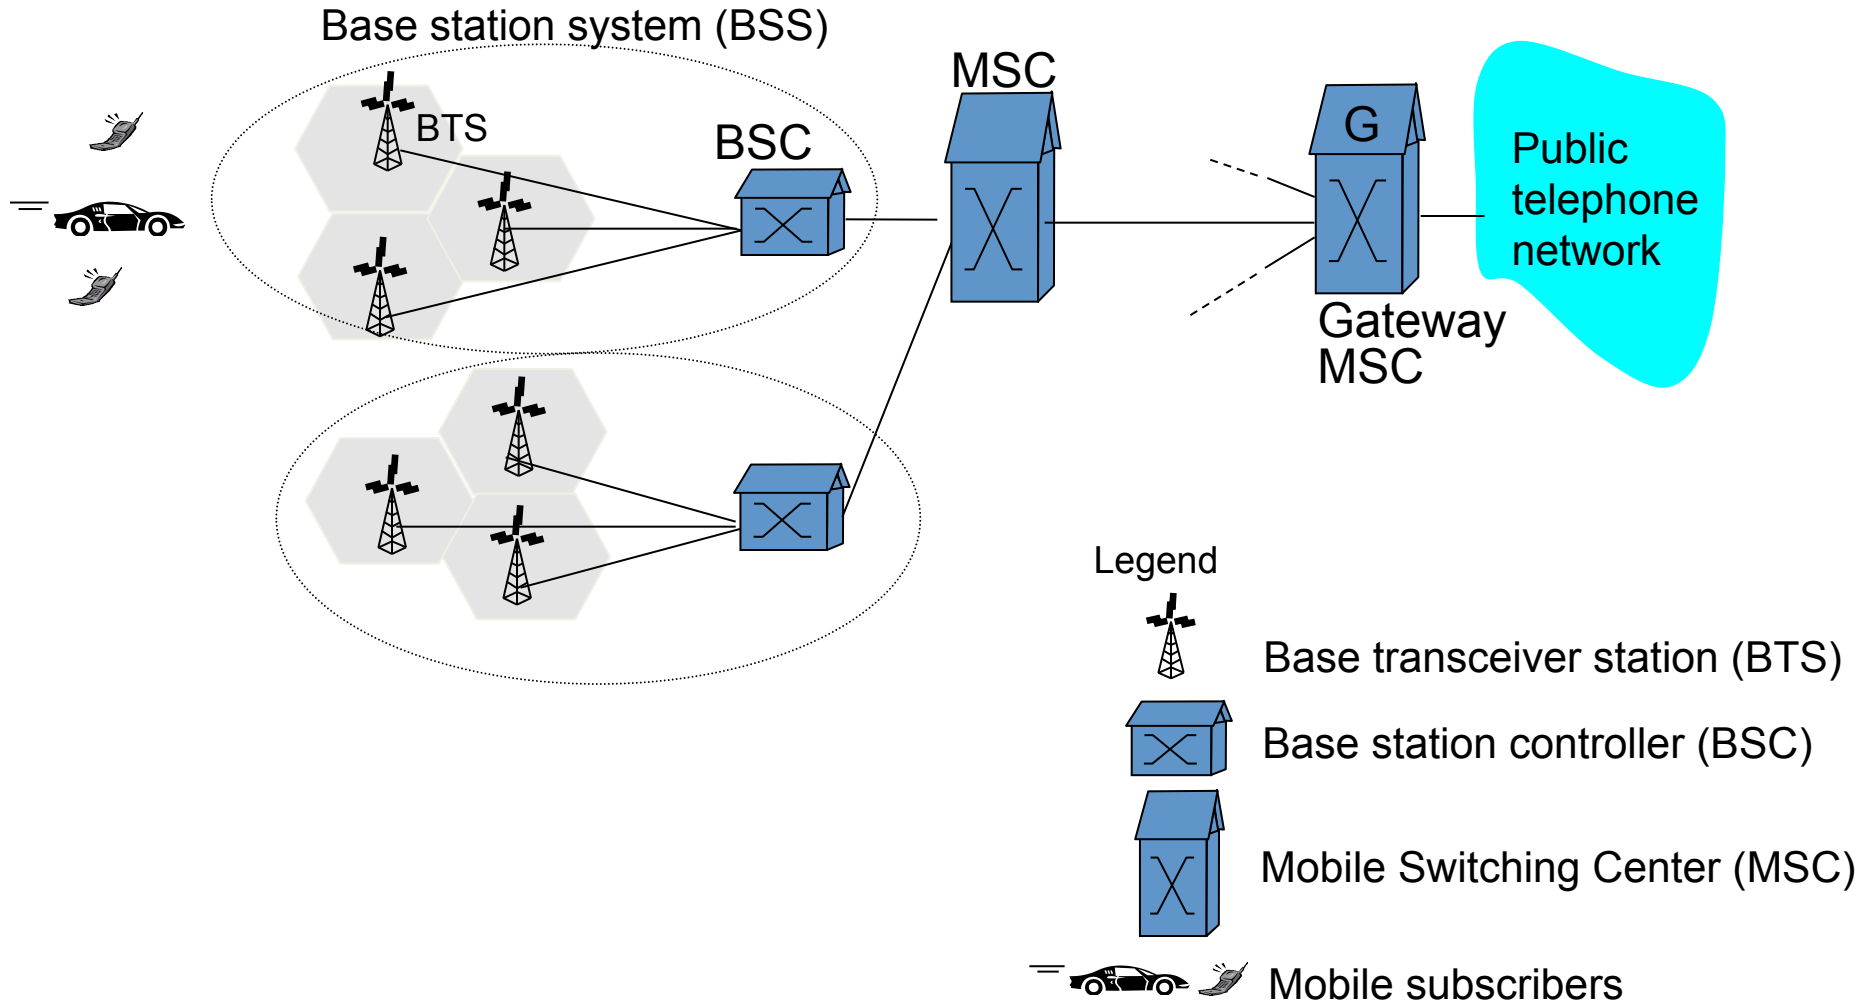 Base station system (BSS)
MSC
BTS
BSC
G
Public
telephone
network
Gateway
MSC
Legend
Base transceiver station (BTS)
Base station controller (BSC)
Mobile Switching Center (MSC)
Mobile subscribers